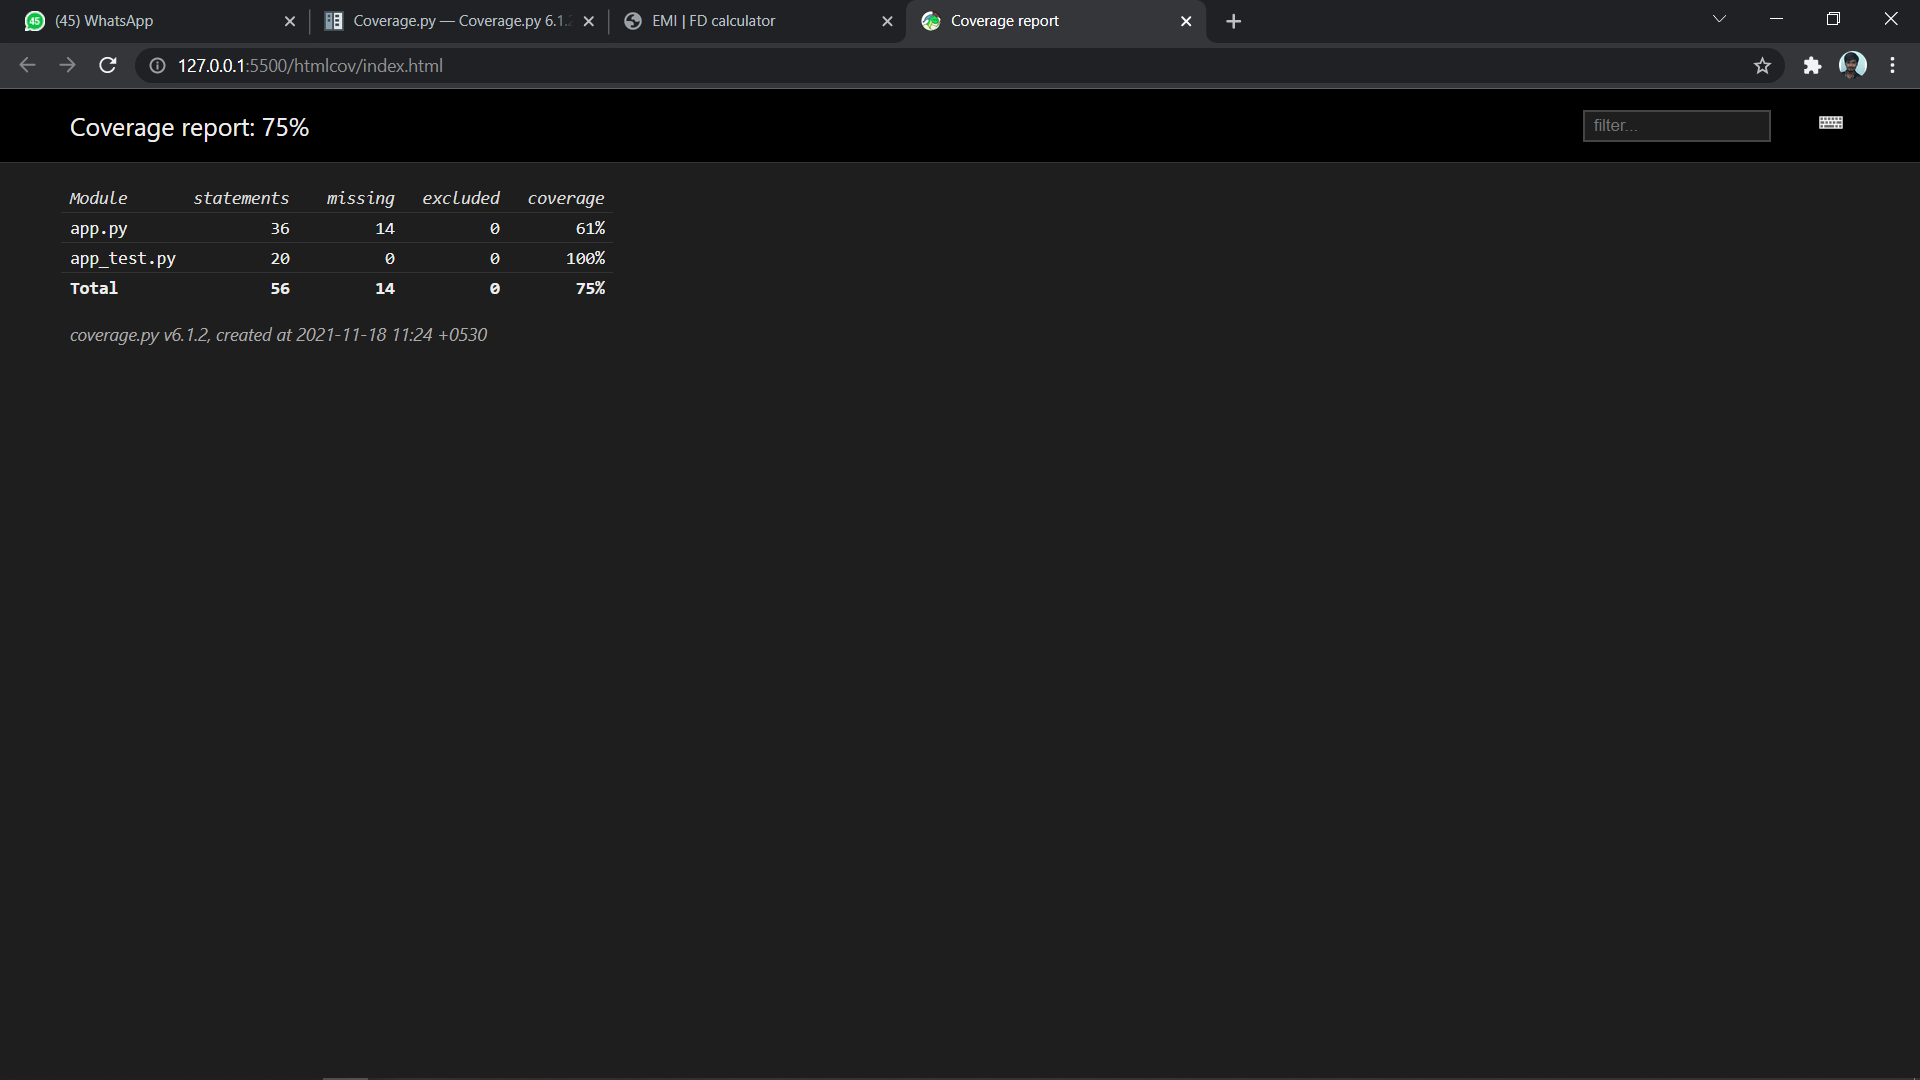 45 (45) WhatsApp
Coverage.py — Coverage.py 6.1.2
EMI | FD calculator
Coverage report
127.0.0.1:5500/htmlcov/index.html
Coverage report: 75%
filter...
Module statements missing excluded coverage
app.py 36 14 0 61%
app_test.py 20 0 0 100%
Total 56 14 0 75%
coverage.py v6.1.2, created at 2021-11-18 11:24 +0530